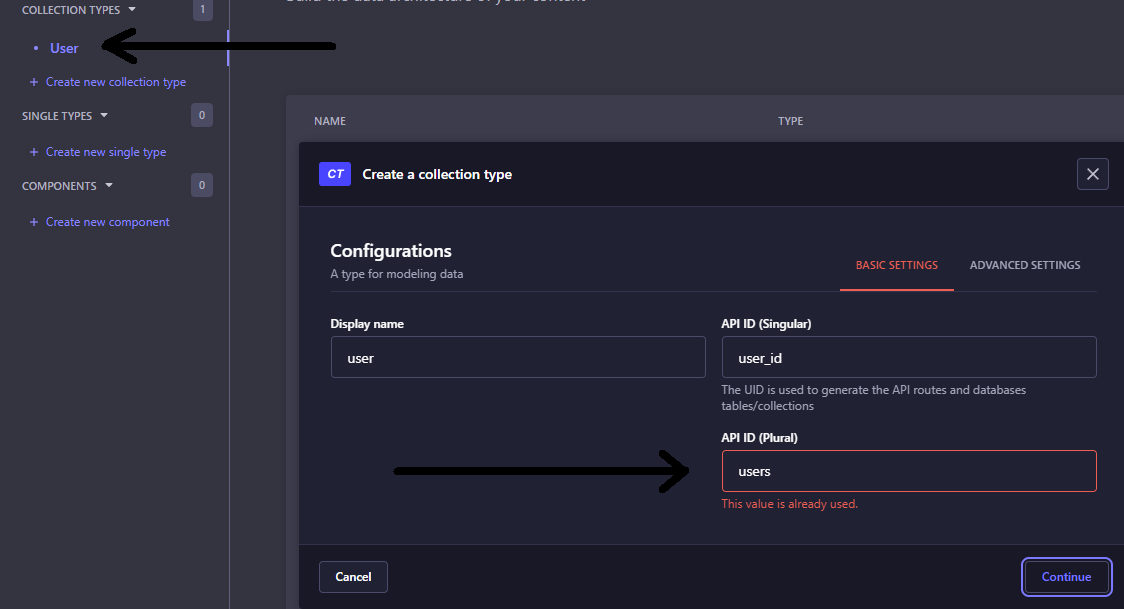 Build the data architecture of your content
COLLECTION TYPES
1
User
+ Create new collection type
SINGLE TYPES
0
+ Create new single type
COMPONENTS
0
+ Create new component
NAME
TYPE
CT
Create a collection type
Configurations
A type for modeling data
BASIC SETTINGS
ADVANCED SETTINGS
Display name
user
API ID (Singular)
user_id
The UID is used to generate the API routes and databases
tables/collections
API ID (Plural)
users
This value is already used.
Cancel
Continue